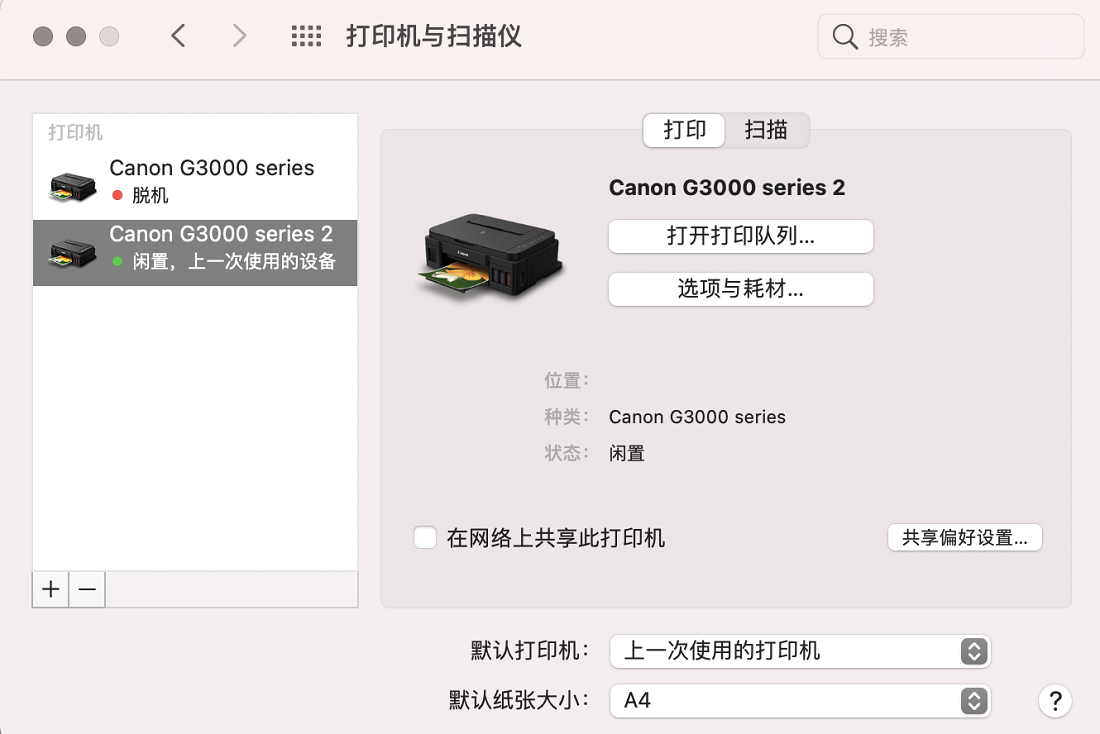 打印机与扫描仪
搜索
打印机
Canon G3000 series
脱机
Canon G3000 series 2
闲置，上一次使用的设备
打印
扫描
Canon G3000 series 2
打开打印队列...
选项与耗材...
位置：
种类： Canon G3000 series
状态： 闲置
在网络上共享此打印机
共享偏好设置...
+ −
默认打印机： 上一次使用的打印机
默认纸张大小： A4
?